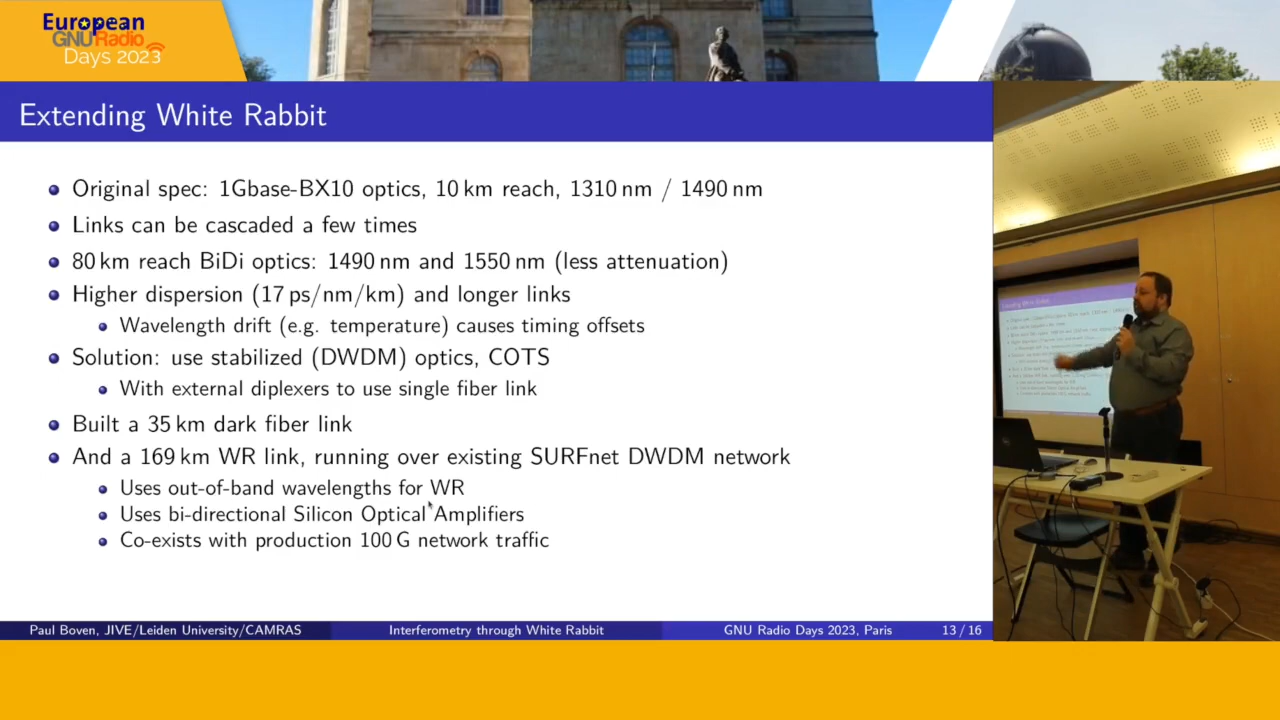 European
GNU Radio
Days 2023
Extending White Rabbit
Original spec: 1Gbase-BX10 optics, 10 km reach, 1310 nm / 1490 nm
Links can be cascaded a few times
80 km reach BiDi optics: 1490 nm and 1550 nm (less attenuation)
Higher dispersion (17 ps/nm/km) and longer links
Wavelength drift (e.g. temperature) causes timing offsets
Solution: use stabilized (DWDM) optics, COTS
With external diplexers to use single fiber link
Built a 35 km dark fiber link
And a 169 km WR link, running over existing SURFnet DWDM network
Uses out-of-band wavelengths for WR
Uses bi-directional Silicon Optical Amplifiers
Co-exists with production 100 G network traffic
Paul Boven, JIVE/Leiden University/CAMRAS
Interferometry through White Rabbit
GNU Radio Days 2023, Paris
13 / 16
Extending White Rabbit